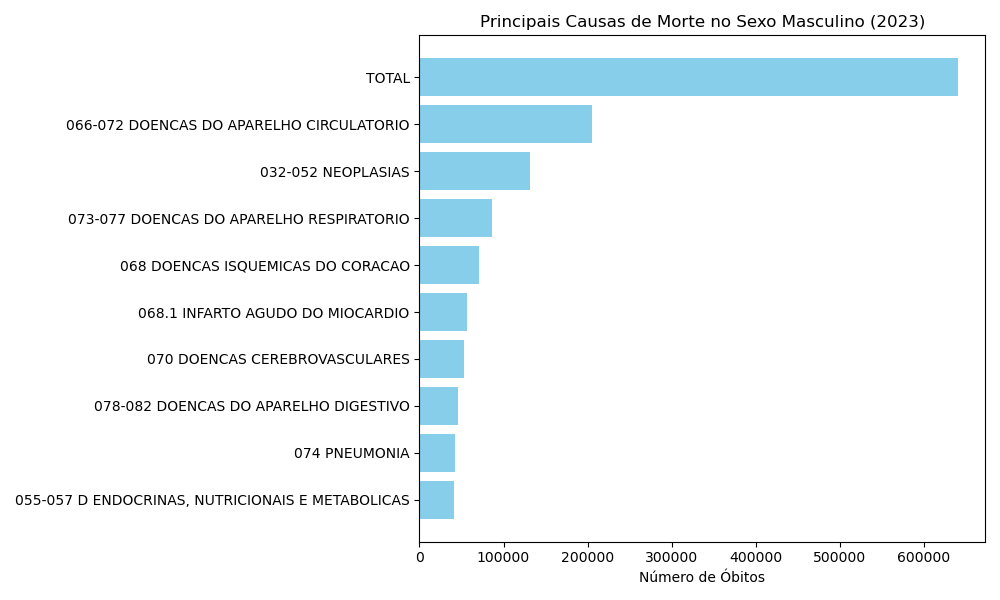 Principais Causas de Morte no Sexo Masculino (2023)
TOTAL
066-072 DOENCAS DO APARELHO CIRCULATORIO
032-052 NEOPLASIAS
073-077 DOENCAS DO APARELHO RESPIRATORIO
068 DOENCAS ISQUEMICAS DO CORACAO
068.1 INFARTO AGUDO DO MIOCARDIO
070 DOENCAS CEREBROVASCULARES
078-082 DOENCAS DO APARELHO DIGESTIVO
074 PNEUMONIA
055-057 D ENDOCRINAS, NUTRICIONAIS E METABOLICAS
0 100000 200000 300000 400000 500000 600000
Número de Óbitos